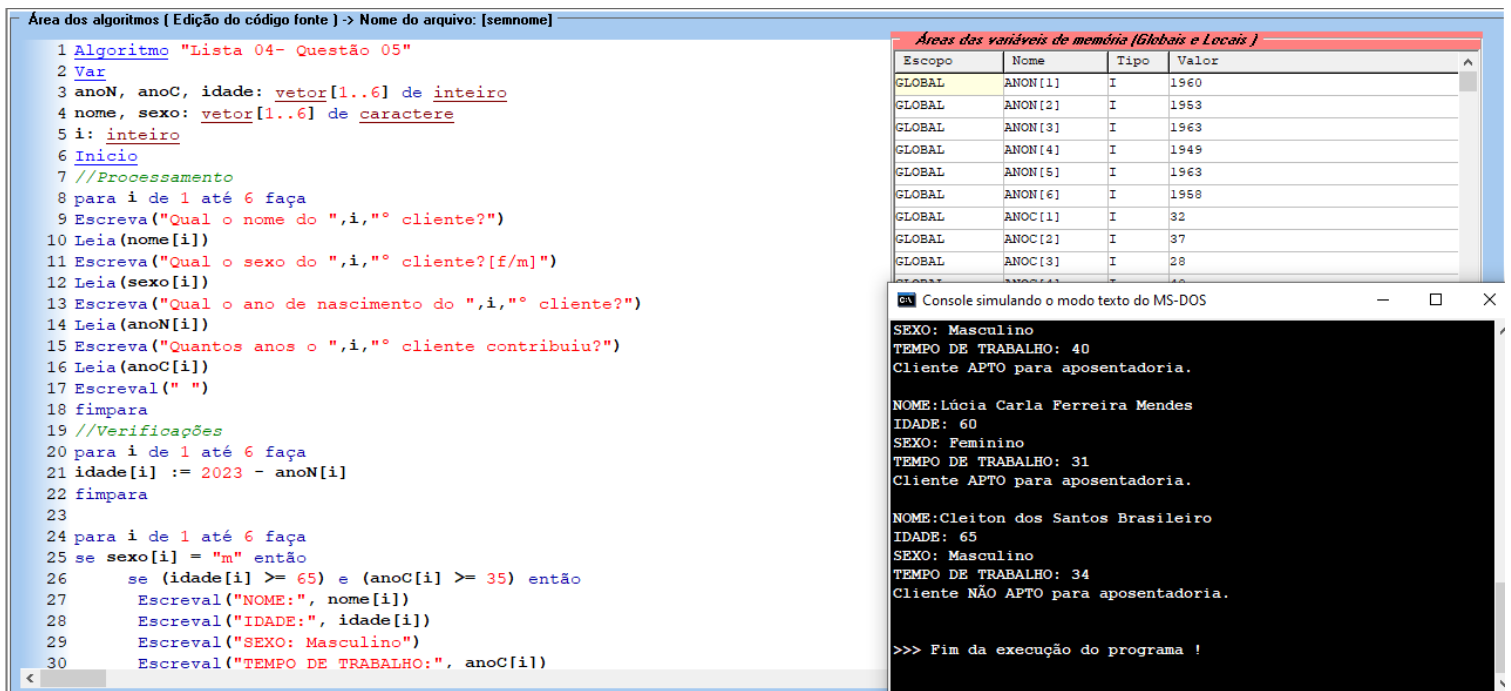 Área dos algoritmos ( Edição do código fonte ) -> Nome do arquivo: [semnome]
1 Algoritmo "Lista 04- Questão 05"
2 Var
3 anoN, anoC, idade: vetor[1..6] de inteiro
4 nome, sexo: vetor[1..6] de caractere
5 i: inteiro
6 Inicio
7 //Processamento
8 para i de 1 até 6 faça
9 Escreva("Qual o nome do ",i,"° cliente?")
10 Leia(nome[i])
11 Escreva("Qual o sexo do ",i,"° cliente?[f/m]")
12 Leia(sexo[i])
13 Escreva("Qual o ano de nascimento do ",i,"° cliente?")
14 Leia(anoN[i])
15 Escreva("Quantos anos o ",i,"° cliente contribuiu?")
16 Leia(anoC[i])
17 Escreval(" ")
18 fimpara
19 //Verificações
20 para i de 1 até 6 faça
21 idade[i] := 2023 - anoN[i]
22 fimpara
23
24 para i de 1 até 6 faça
25 se sexo[i] = "m" então
26 se (idade[i] >= 65) e (anoC[i] >= 35) então
27 Escreval("NOME:", nome[i])
28 Escreval("IDADE:", idade[i])
29 Escreval("SEXO: Masculino")
30 Escreval("TEMPO DE TRABALHO:", anoC[i])
Áreas das variáveis de memória (Globais e Locais )
Escopo Nome Tipo Valor
GLOBAL ANON[1] I 1960
GLOBAL ANON[2] I 1953
GLOBAL ANON[3] I 1963
GLOBAL ANON[4] I 1949
GLOBAL ANON[5] I 1963
GLOBAL ANON[6] I 1958
GLOBAL ANOC[1] I 32
GLOBAL ANOC[2] I 37
GLOBAL ANOC[3] I 28
Console simulando o modo texto do MS-DOS
SEXO: Masculino
TEMPO DE TRABALHO: 40
Cliente APTO para aposentadoria.
NOME:Lúcia Carla Ferreira Mendes
IDADE: 60
SEXO: Feminino
TEMPO DE TRABALHO: 31
Cliente APTO para aposentadoria.
NOME:Cleiton dos Santos Brasileiro
IDADE: 65
SEXO: Masculino
TEMPO DE TRABALHO: 34
Cliente NÃO APTO para aposentadoria.
>>> Fim da execução do programa !